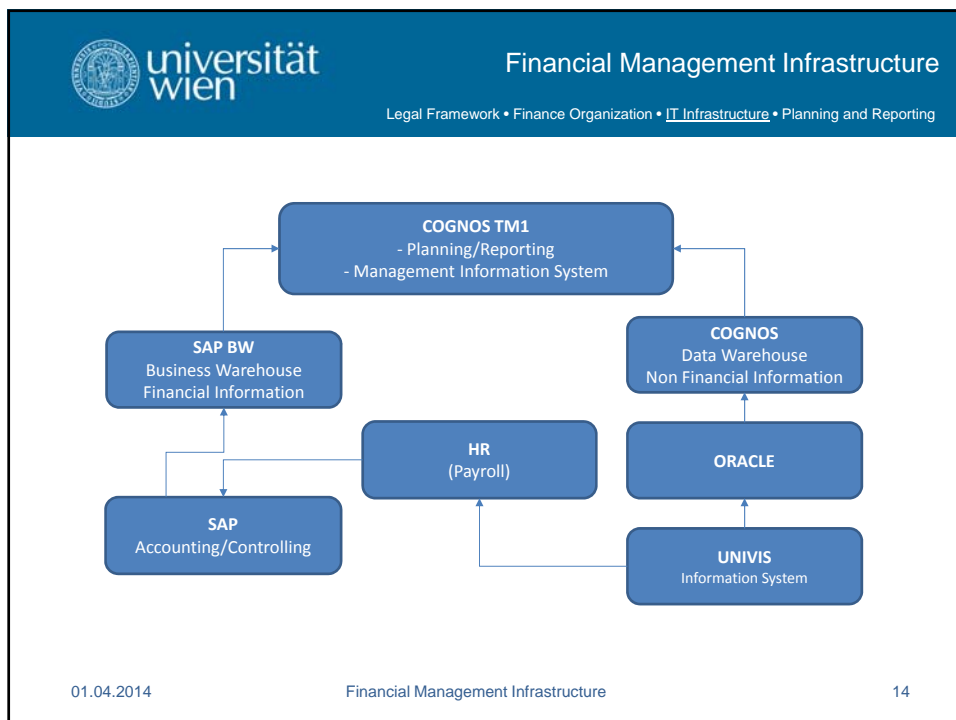 universität
wien
Financial Management Infrastructure
Legal Framework • Finance Organization • IT Infrastructure • Planning and Reporting
COGNOS TM1
- Planning/Reporting
- Management Information System
SAP BW
Business Warehouse
Financial Information
COGNOS
Data Warehouse
Non Financial Information
HR
(Payroll)
ORACLE
SAP
Accounting/Controlling
UNIVIS
Information System
01.04.2014
Financial Management Infrastructure
14